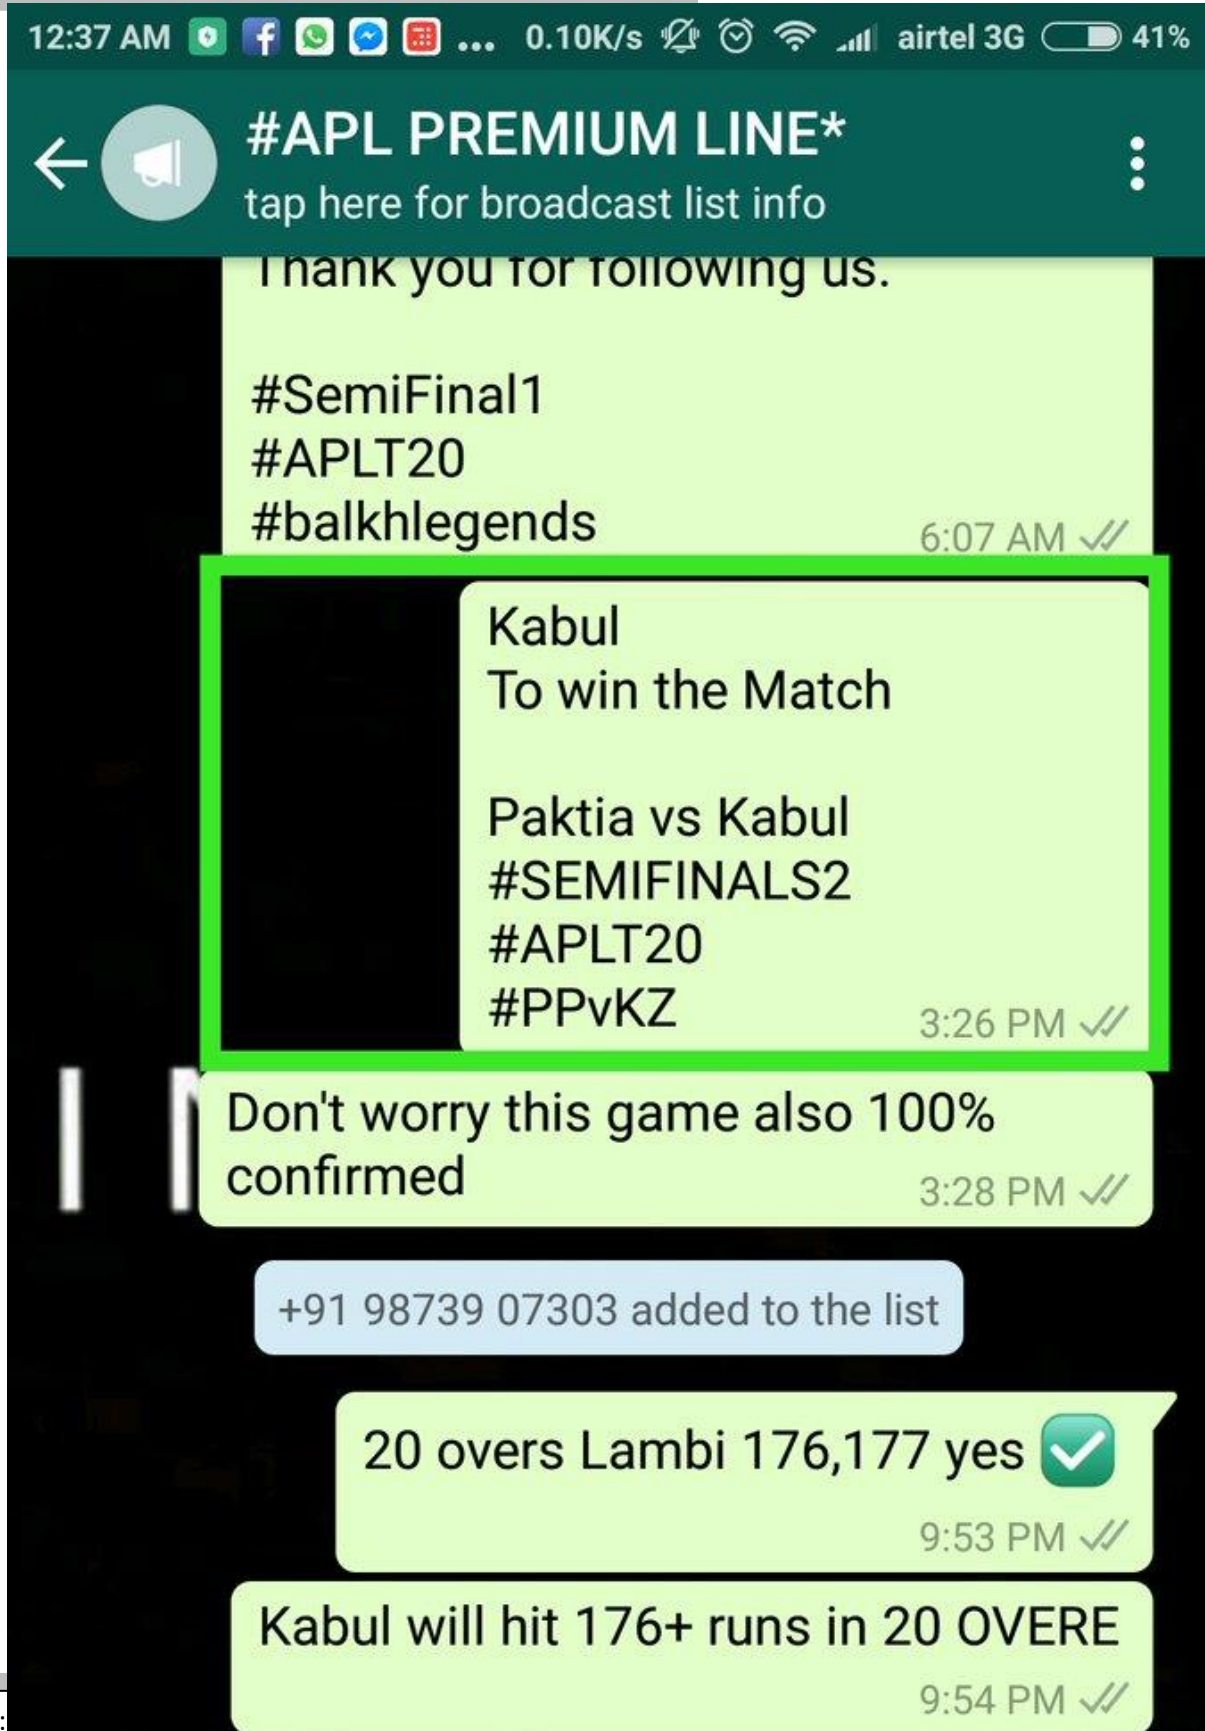 12:37 AM ... 0.10K/s airtel 3G 41%
#APL PREMIUM LINE*
tap here for broadcast list info
Thank you for following us.
#SemiFinal1
#APLT20
#balkhlegends
6:07 AM
Kabul
To win the Match
Paktia vs Kabul
#SEMIFINALS2
#APLT20
#PPvKZ
3:26 PM
Don't worry this game also 100%
confirmed
3:28 PM
+91 98739 07303 added to the list
20 overs Lambi 176,177 yes ✅
9:53 PM
Kabul will hit 176+ runs in 20 OVERE
9:54 PM